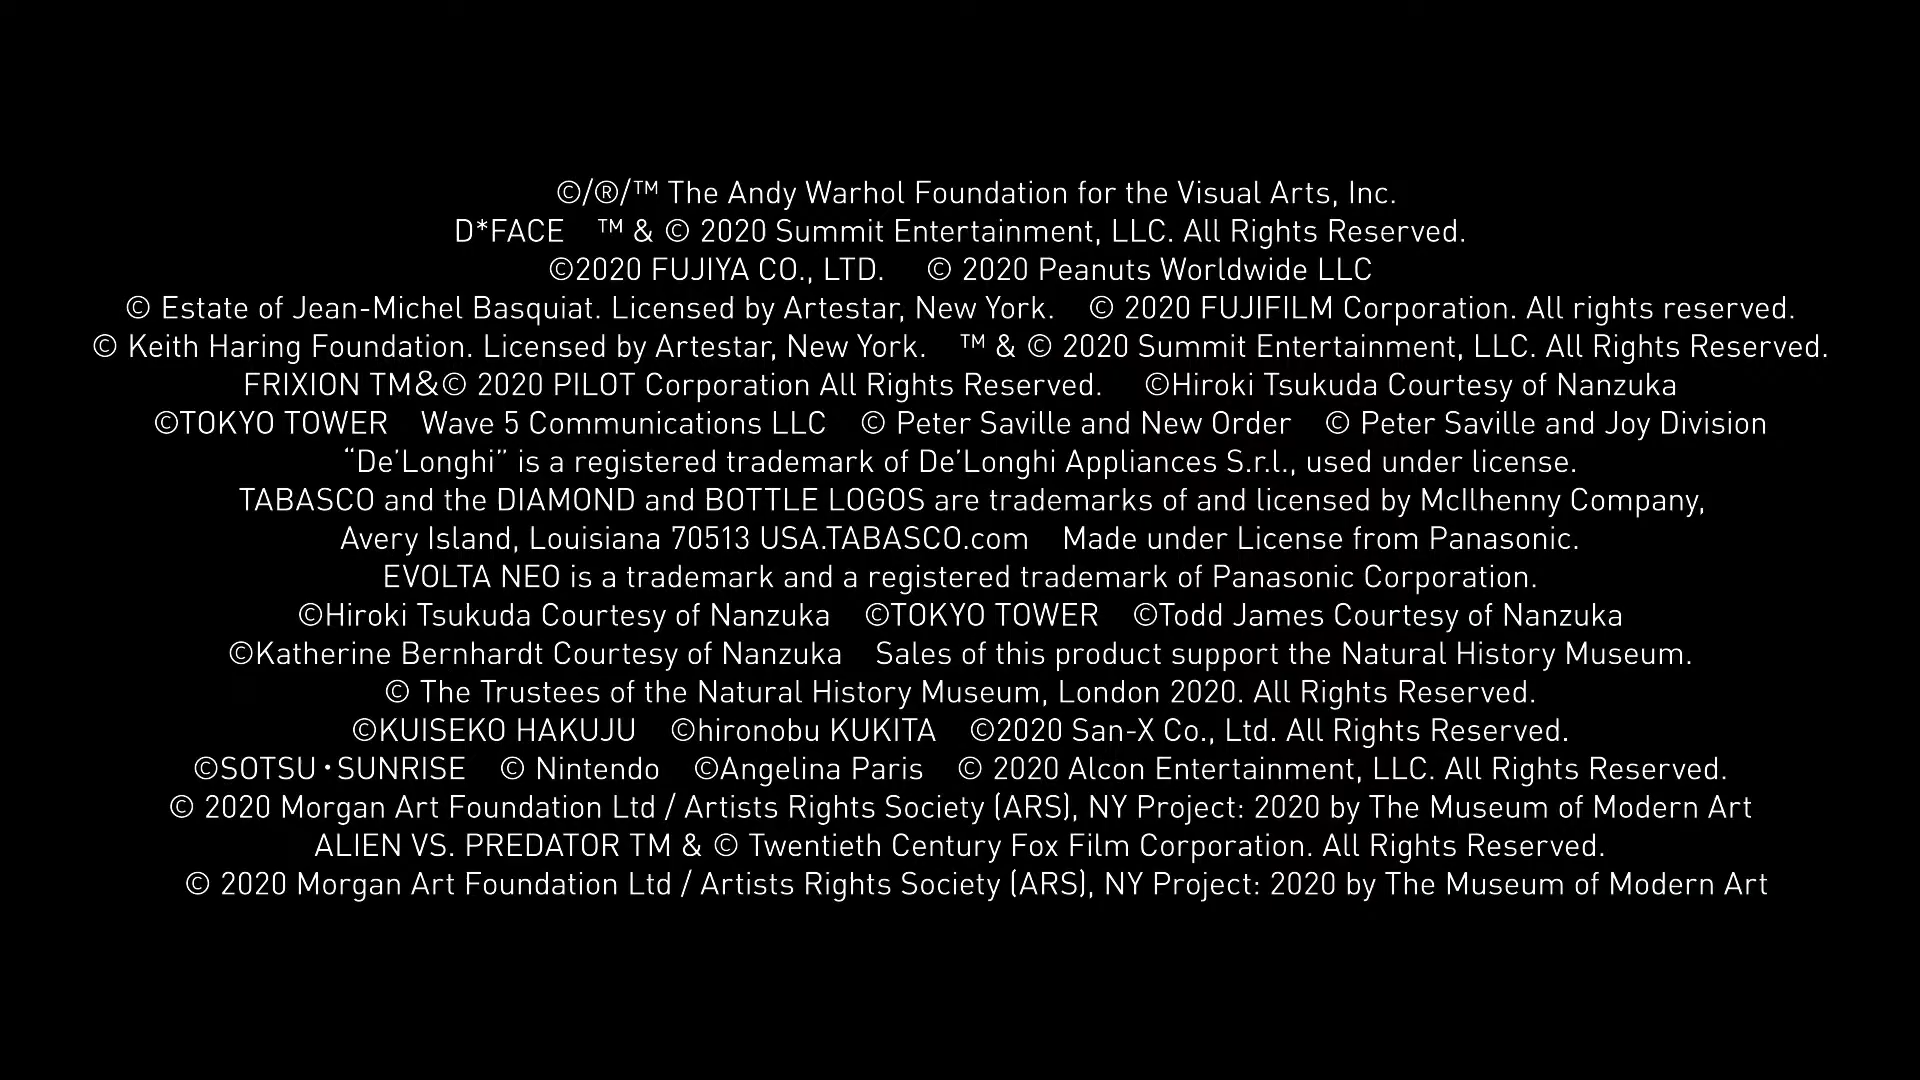 ©/®/™ The Andy Warhol Foundation for the Visual Arts, Inc.
D*FACE ™ & © 2020 Summit Entertainment, LLC. All Rights Reserved.
©2020 FUJIYA CO., LTD. © 2020 Peanuts Worldwide LLC
© Estate of Jean-Michel Basquiat. Licensed by Artestar, New York. © 2020 FUJIFILM Corporation. All rights reserved.
© Keith Haring Foundation. Licensed by Artestar, New York. ™ & © 2020 Summit Entertainment, LLC. All Rights Reserved.
FRIXION TM&© 2020 PILOT Corporation All Rights Reserved. ©Hiroki Tsukuda Courtesy of Nanzuka
©TOKYO TOWER Wave 5 Communications LLC © Peter Saville and New Order © Peter Saville and Joy Division
“De’Longhi” is a registered trademark of De’Longhi Appliances S.r.l., used under license.
TABASCO and the DIAMOND and BOTTLE LOGOS are trademarks of and licensed by McIlhenny Company,
Avery Island, Louisiana 70513 USA.TABASCO.com Made under License from Panasonic.
EVOLTA NEO is a trademark and a registered trademark of Panasonic Corporation.
©Hiroki Tsukuda Courtesy of Nanzuka ©TOKYO TOWER ©Todd James Courtesy of Nanzuka
©Katherine Bernhardt Courtesy of Nanzuka Sales of this product support the Natural History Museum.
© The Trustees of the Natural History Museum, London 2020. All Rights Reserved.
©KUISEKO HAKUJU ©hironobu KUKITA ©2020 San-X Co., Ltd. All Rights Reserved.
©SOTSU・SUNRISE © Nintendo ©Angelina Paris © 2020 Alcon Entertainment, LLC. All Rights Reserved.
© 2020 Morgan Art Foundation Ltd / Artists Rights Society (ARS), NY Project: 2020 by The Museum of Modern Art
ALIEN VS. PREDATOR TM & © Twentieth Century Fox Film Corporation. All Rights Reserved.
© 2020 Morgan Art Foundation Ltd / Artists Rights Society (ARS), NY Project: 2020 by The Museum of Modern Art